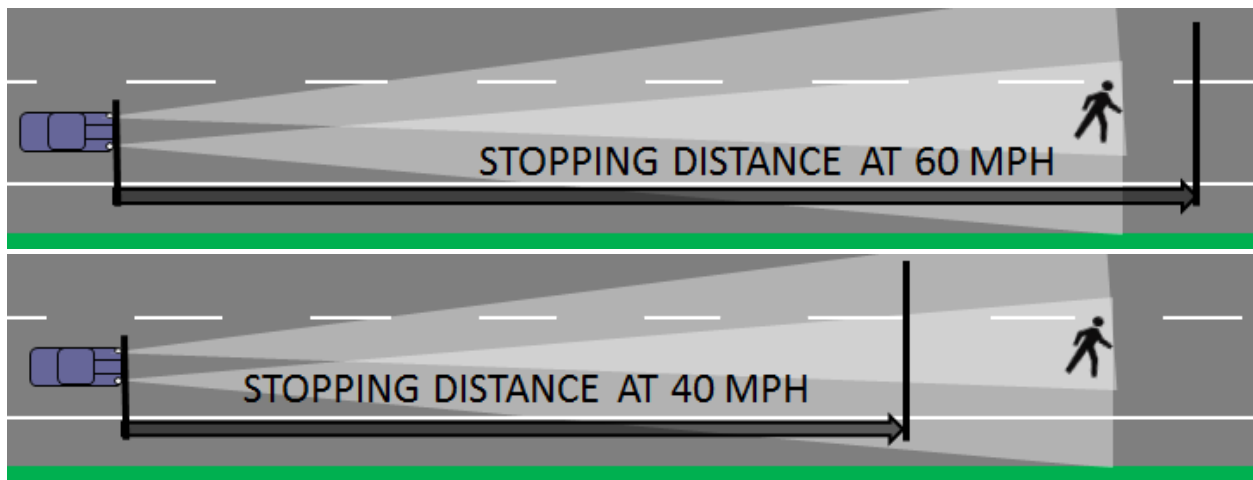 STOPPING DISTANCE AT 60 MPH
STOPPING DISTANCE AT 40 MPH